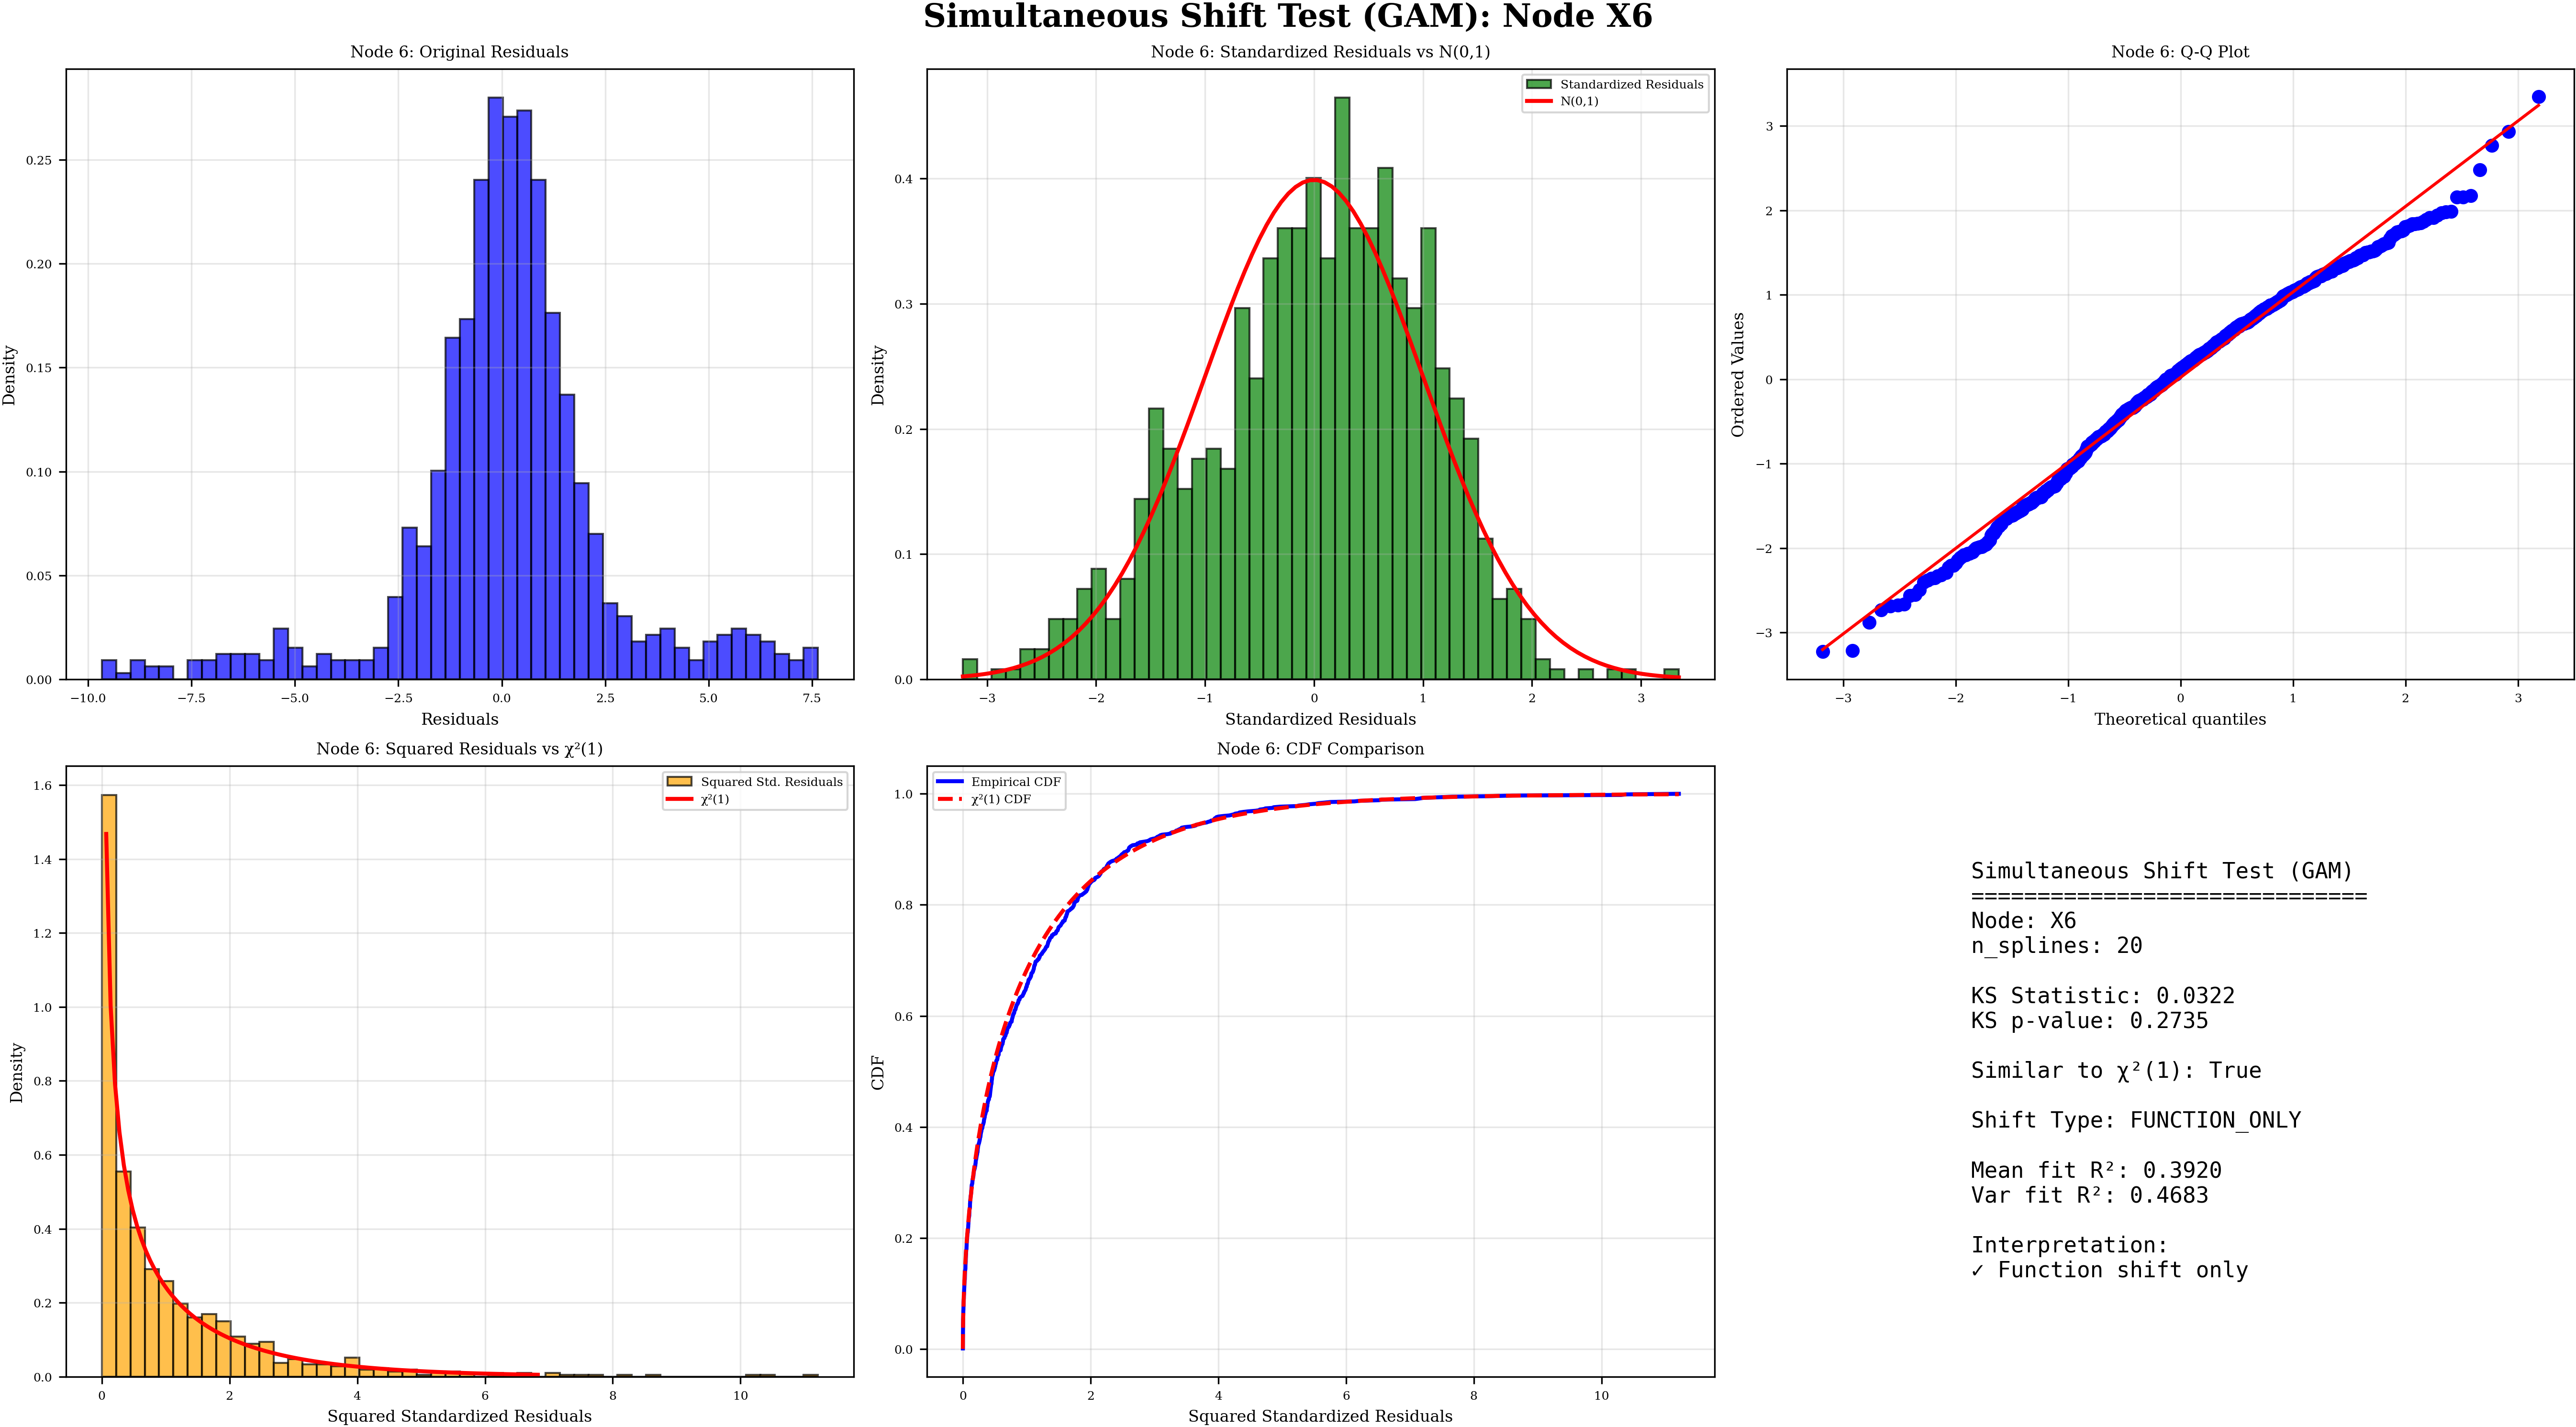 Simultaneous Shift Test (GAM): Node X6
Node 6: Original Residuals
Density
0.25
0.20
0.15
0.10
0.05
0.00
−10.0 −7.5 −5.0 −2.5 0.0 2.5 5.0 7.5
Residuals
Node 6: Standardized Residuals vs N(0,1)
Standardized Residuals
N(0,1)
Density
0.4
0.3
0.2
0.1
0.0
−3 −2 −1 0 1 2 3
Standardized Residuals
Node 6: Q-Q Plot
Ordered Values
3
2
1
0
−1
−2
−3
−3 −2 −1 0 1 2 3
Theoretical quantiles
Node 6: Squared Residuals vs χ²(1)
Squared Std. Residuals
χ²(1)
Density
1.6
1.4
1.2
1.0
0.8
0.6
0.4
0.2
0.0
0 2 4 6 8 10
Squared Standardized Residuals
Node 6: CDF Comparison
Empirical CDF
χ²(1) CDF
CDF
1.0
0.8
0.6
0.4
0.2
0.0
0 2 4 6 8 10
Squared Standardized Residuals
Simultaneous Shift Test (GAM)
==============================
Node: X6
n_splines: 20
KS Statistic: 0.0322
KS p-value: 0.2735
Similar to χ²(1): True
Shift Type: FUNCTION_ONLY
Mean fit R²: 0.3920
Var fit R²: 0.4683
Interpretation:
✓ Function shift only